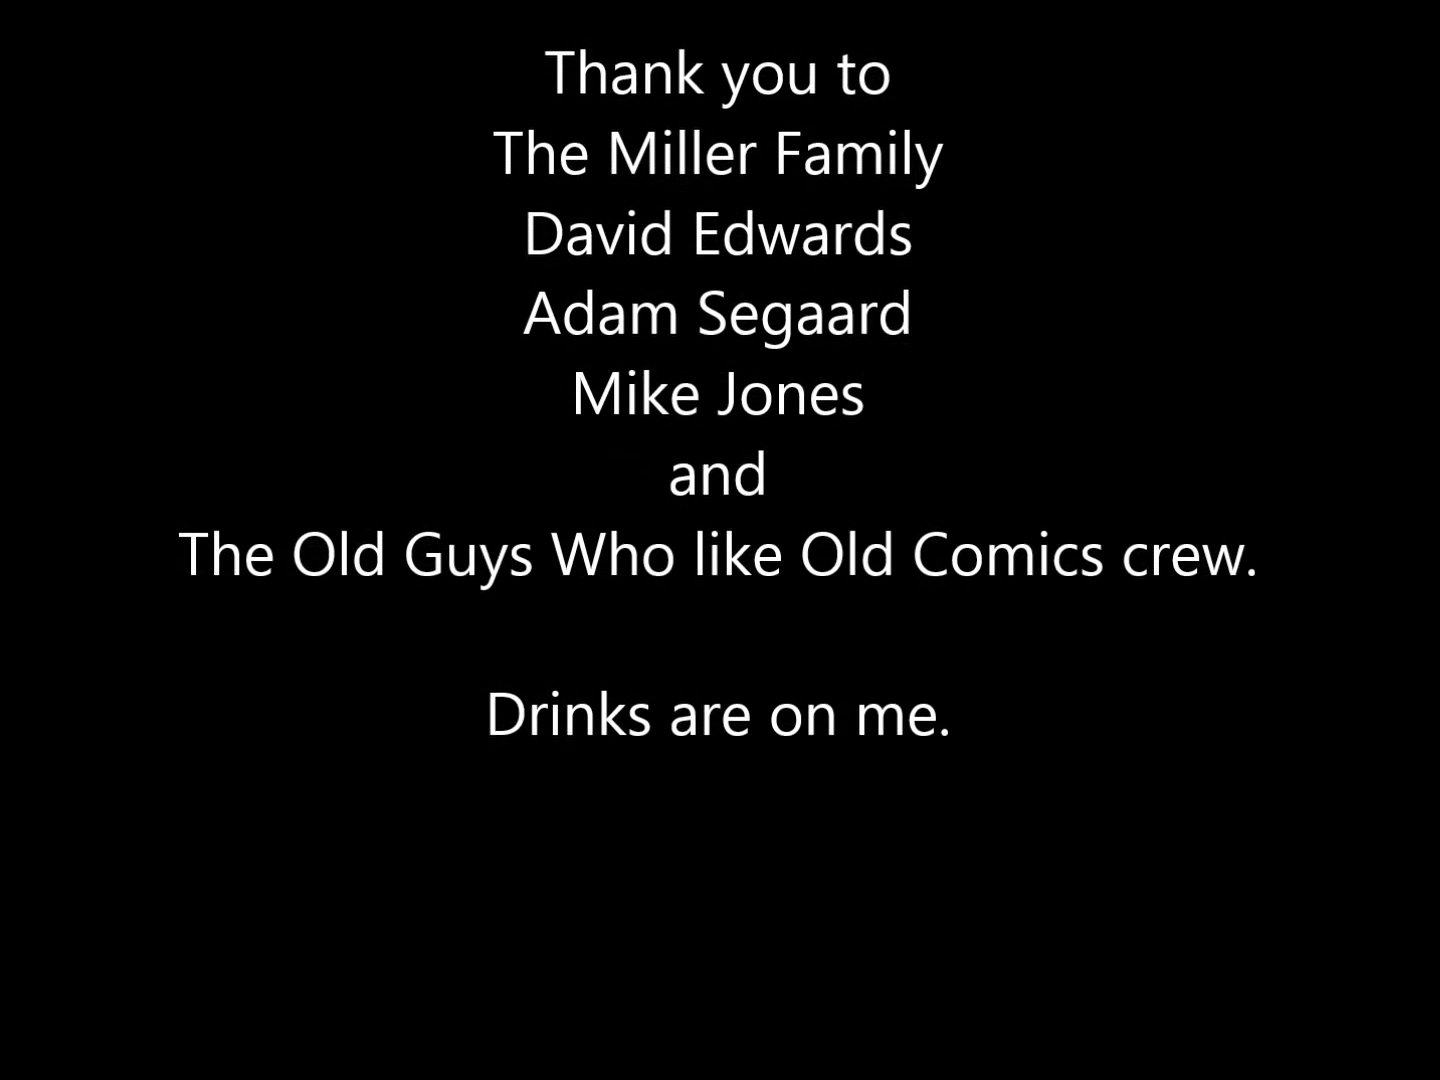 Thank you to
The Miller Family
David Edwards
Adam Segaard
Mike Jones
and
The Old Guys Who like Old Comics crew.
Drinks are on me.